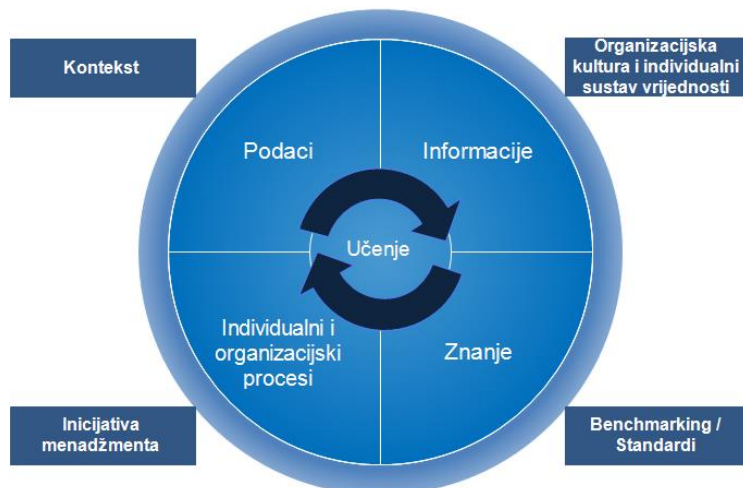 Kontekst
Organizacijska
kultura i individualni
sustav vrijednosti
Podaci
Informacije
Učenje
Individualni i
organizacijski
procesi
Znanje
Inicijativa
menadžmenta
Benchmarking /
Standardi